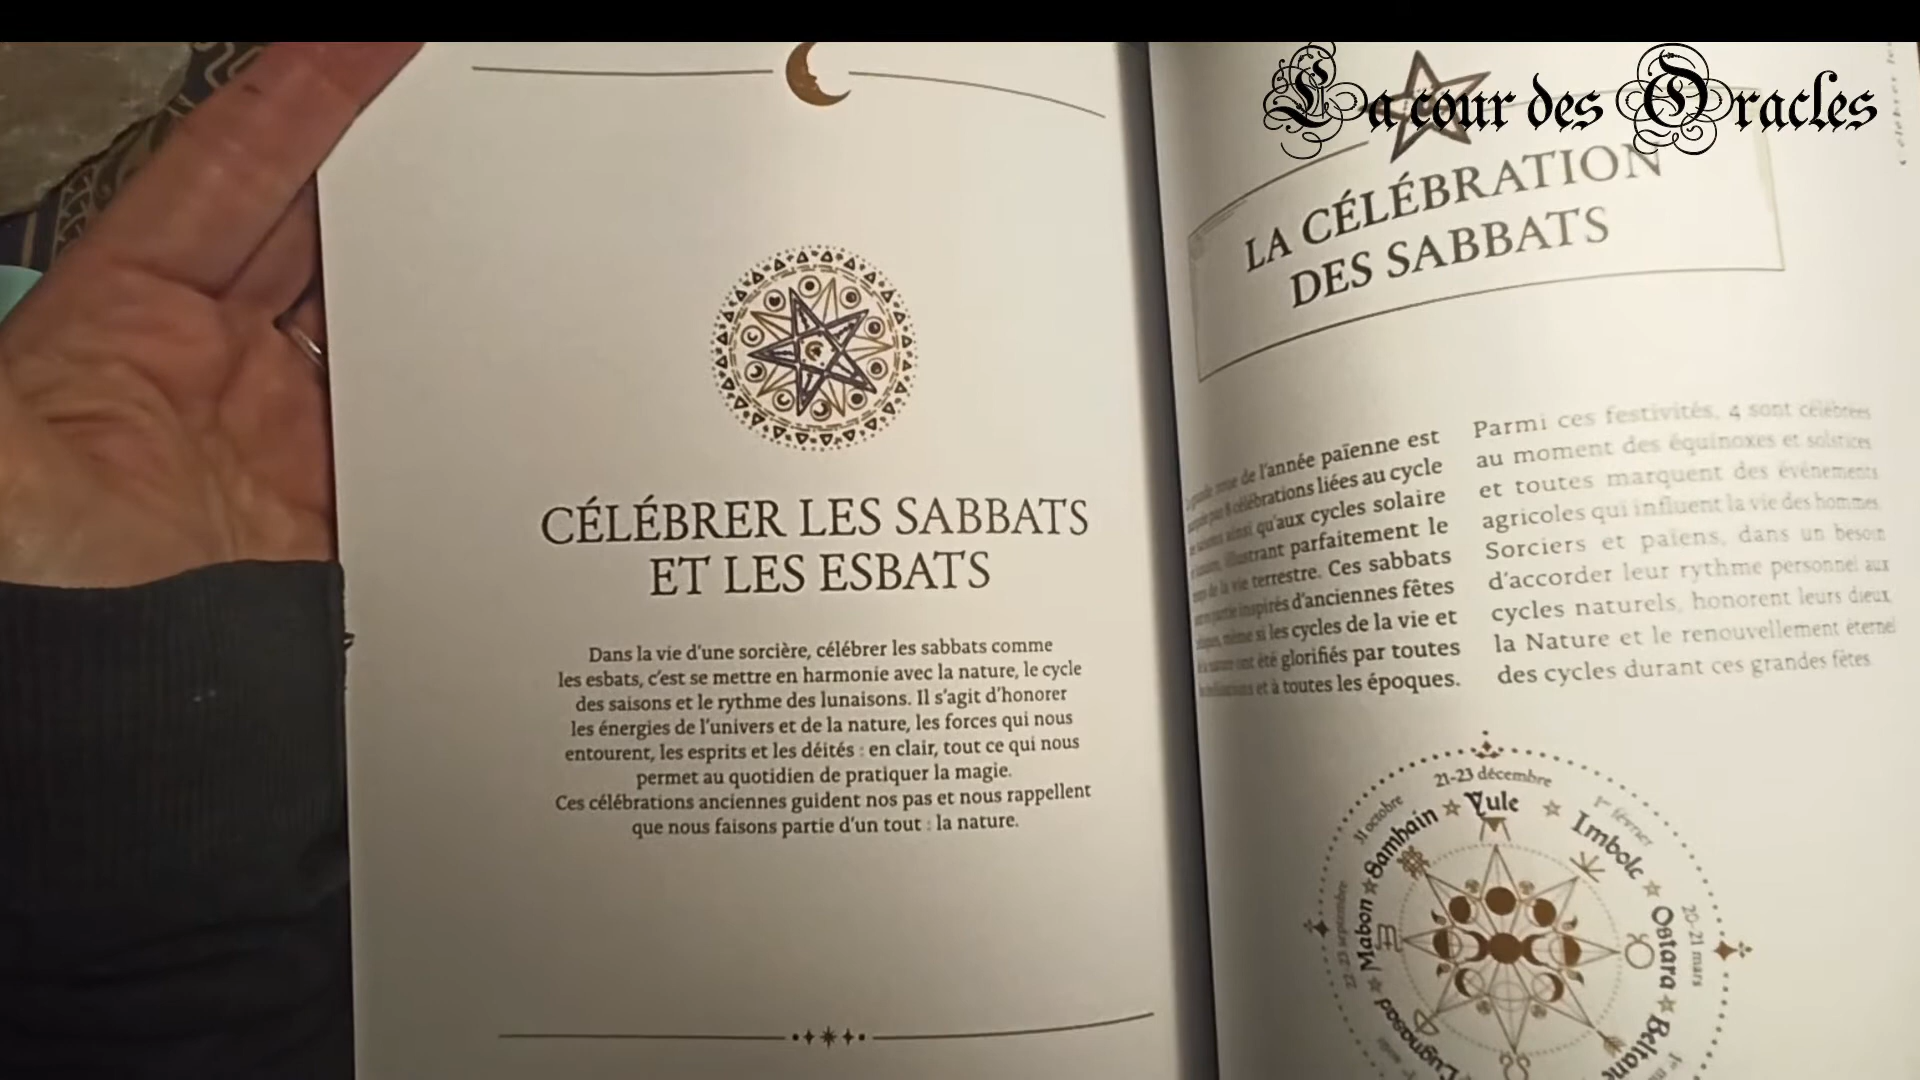 La cour des Oracles
CÉLÉBRER LES SABBATS
ET LES ESBATS
Dans la vie d'une sorcière, célébrer les sabbats comme
les esbats, c'est se mettre en harmonie avec la nature, le cycle
des saisons et le rythme des lunaisons. Il s'agit d'honorer
les énergies de l'univers et de la nature, les forces qui nous
entourent, les esprits et les déités : en clair, tout ce qui nous
permet au quotidien de pratiquer la magie.
Ces célébrations anciennes guident nos pas et nous rappellent
que nous faisons partie d'un tout : la nature.
LA CÉLÉBRATION
DES SABBATS
de l'année païenne est
célébrations liées au cycle
ainsi qu'aux cycles solaire
illustrant parfaitement le
de la vie terrestre. Ces sabbats
inspirés d'anciennes fêtes
même si les cycles de la vie et
ont été glorifiés par toutes
et à toutes les époques.
Parmi ces festivités, 4 sont célébrées
au moment des équinoxes et solstices
et toutes marquent des événements
agricoles qui influent la vie des hommes.
Sorciers et païens, dans un besoin
d'accorder leur rythme personnel aux
cycles naturels, honorent leurs dieux,
la Nature et le renouvellement éternel
des cycles durant ces grandes fêtes.
21-23 décembre
Yule
1er février
Imbolc
20-21 mars
Ostara
Beltane
Lugnasad
22-23 septembre
Mabon
31 octobre
Samhain